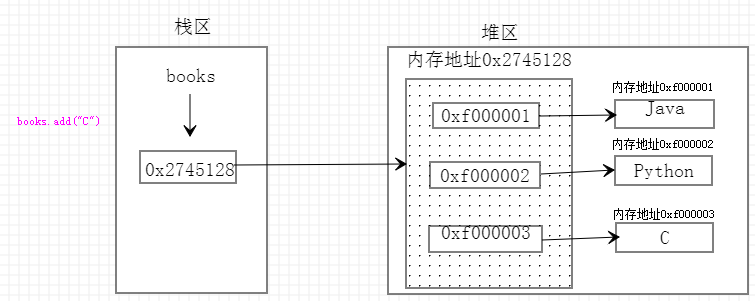 栈区
堆区
内存地址0x2745128
books
books.add("C")
0x2745128
0xf000001
内存地址0xf000001
Java
0xf000002
内存地址0xf000002
Python
0xf000003
内存地址0xf000003
C